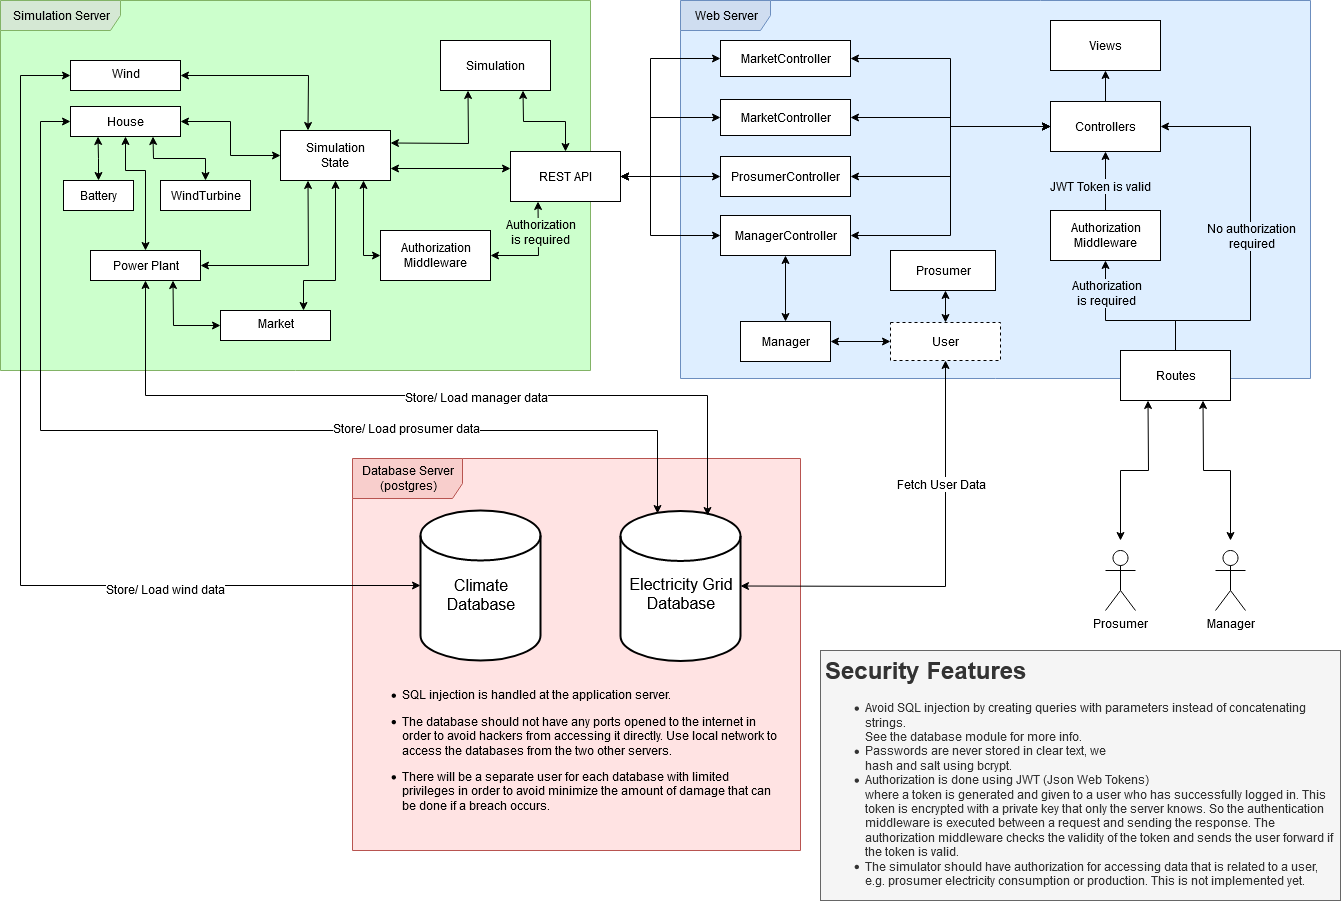 Simulation Server
Wind
House
Battery
WindTurbine
Power Plant
Market
Simulation
State
Simulation
REST API
Authorization
is required
Authorization
Middleware
Web Server
MarketController
MarketController
ProsumerController
ManagerController
Manager
Prosumer
User
Views
Controllers
JWT Token is valid
Authorization
Middleware
Authorization
is required
No authorization
required
Routes
Store/ Load manager data
Store/ Load prosumer data
Store/ Load wind data
Fetch User Data
Prosumer
Manager
Database Server
(postgres)
Climate
Database
Electricity Grid
Database
• SQL injection is handled at the application server.
• The database should not have any ports opened to the internet in
order to avoid hackers from accessing it directly. Use local network to
access the databases from the two other servers.
• There will be a separate user for each database with limited
privileges in order to avoid minimize the amount of damage that can
be done if a breach occurs.
Security Features
• Avoid SQL injection by creating queries with parameters instead of concatenating
strings.
See the database module for more info.
• Passwords are never stored in clear text, we
hash and salt using bcrypt.
• Authorization is done using JWT (Json Web Tokens)
where a token is generated and given to a user who has successfully logged in. This
token is encrypted with a private key that only the server knows. So the authentication
middleware is executed between a request and sending the response. The
authorization middleware checks the validity of the token and sends the user forward if
the token is valid.
• The simulator should have authorization for accessing data that is related to a user,
e.g. prosumer electricity consumption or production. This is not implemented yet.